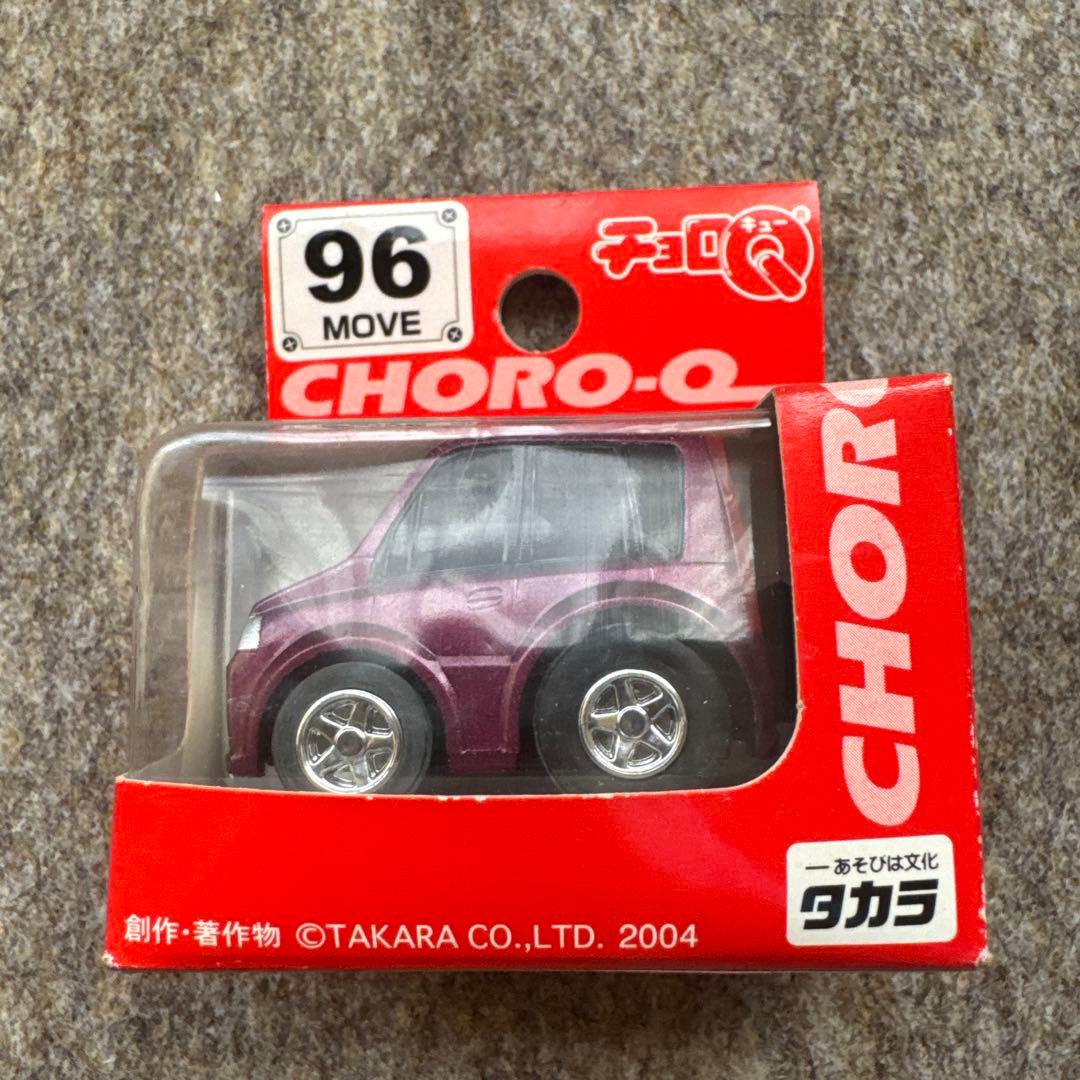 96
MOVE
チョロQ
キュー
®
CHORO-Q
CHORO
創作・著作物 ©TAKARA CO.,LTD. 2004
—あそびは文化
タカラ